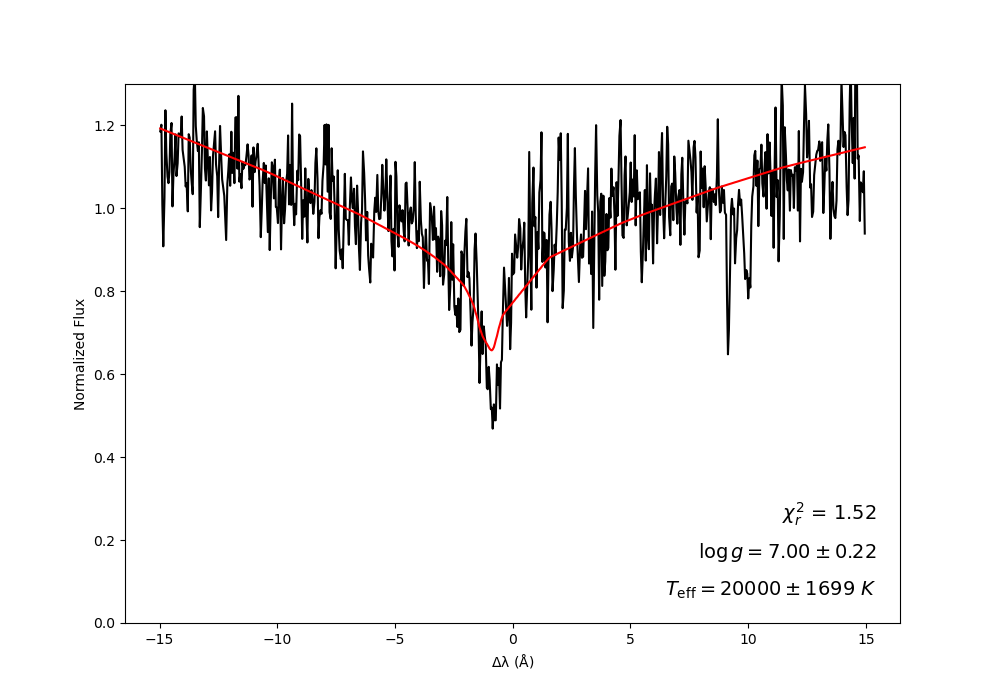 1.2
1.0
0.8
0.6
0.4
0.2
0.0
Normalized Flux
χ²ᵣ = 1.52
log g = 7.00 ± 0.22
T_eff = 20000 ± 1699 K
−15 −10 −5 0 5 10 15
Δλ (Å)